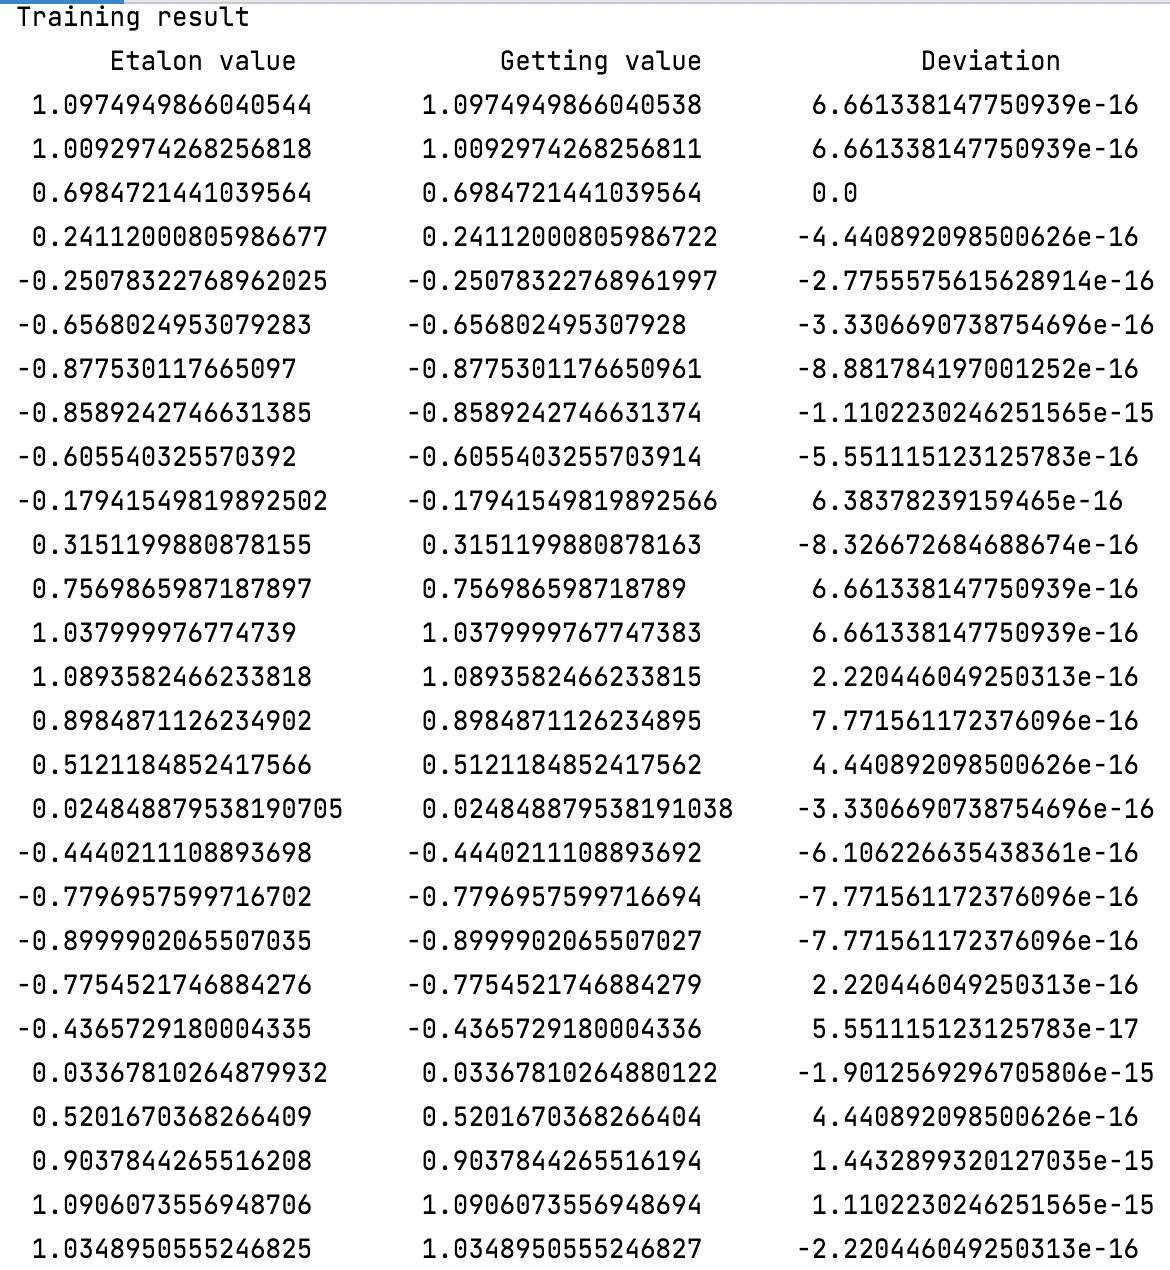 Training result
Etalon value Getting value Deviation
1.0974949866040544 1.0974949866040538 6.661338147750939e-16
1.0092974268256818 1.0092974268256811 6.661338147750939e-16
0.6984721441039564 0.6984721441039564 0.0
0.24112000805986677 0.24112000805986722 -4.440892098500626e-16
-0.25078322768962025 -0.25078322768961997 -2.7755575615628914e-16
-0.6568024953079283 -0.656802495307928 -3.3306690738754696e-16
-0.877530117665097 -0.8775301176650961 -8.881784197001252e-16
-0.8589242746631385 -0.8589242746631374 -1.1102230246251565e-15
-0.605540325570392 -0.6055403255703914 -5.551115123125783e-16
-0.17941549819892502 -0.17941549819892566 6.38378239159465e-16
0.3151199880878155 0.3151199880878163 -8.326672684688674e-16
0.7569865987187897 0.756986598718789 6.661338147750939e-16
1.037999976774739 1.0379999767747383 6.661338147750939e-16
1.0893582466233818 1.0893582466233815 2.220446049250313e-16
0.8984871126234902 0.8984871126234895 7.771561172376096e-16
0.5121184852417566 0.5121184852417562 4.440892098500626e-16
0.024848879538190705 0.024848879538191038 -3.3306690738754696e-16
-0.4440211108893698 -0.4440211108893692 -6.106226635438361e-16
-0.7796957599716702 -0.7796957599716694 -7.771561172376096e-16
-0.8999902065507035 -0.8999902065507027 -7.771561172376096e-16
-0.7754521746884276 -0.7754521746884279 2.220446049250313e-16
-0.4365729180004335 -0.4365729180004336 5.551115123125783e-17
0.03367810264879932 0.03367810264880122 -1.9012569296705806e-15
0.5201670368266409 0.5201670368266404 4.440892098500626e-16
0.9037844265516208 0.9037844265516194 1.4432899320127035e-15
1.0906073556948706 1.0906073556948694 1.1102230246251565e-15
1.0348950555246825 1.0348950555246827 -2.220446049250313e-16